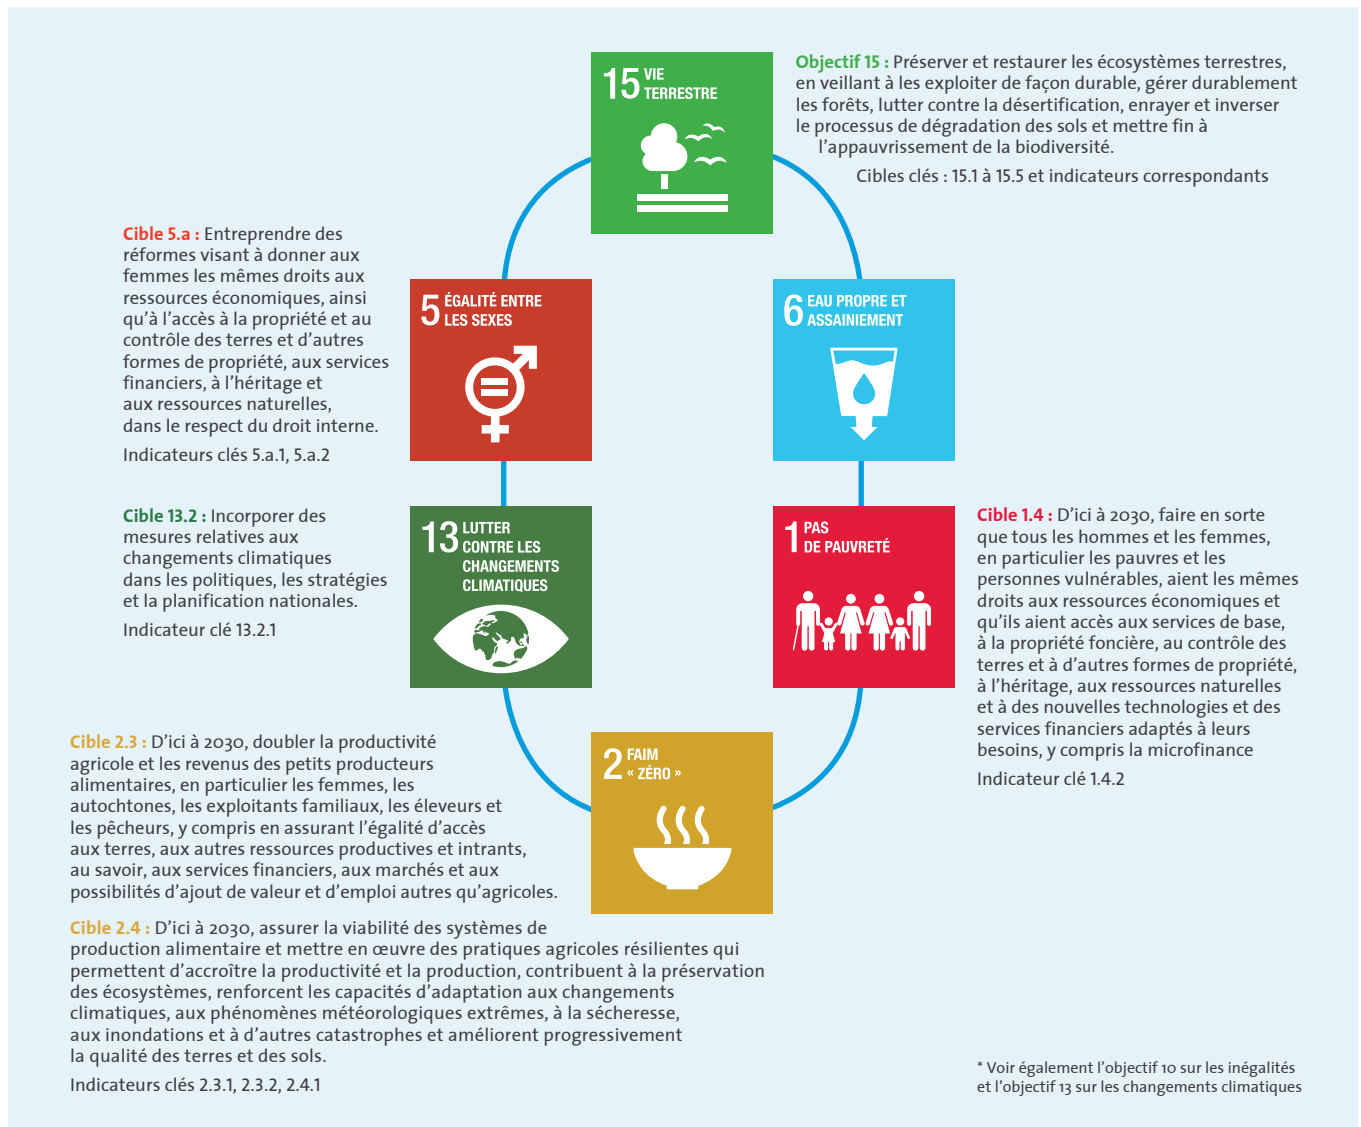 15 VIE
TERRESTRE
Objectif 15 : Préserver et restaurer les écosystèmes terrestres,
en veillant à les exploiter de façon durable, gérer durablement
les forêts, lutter contre la désertification, enrayer et inverser
le processus de dégradation des sols et mettre fin à
l’appauvrissement de la biodiversité.
Cibles clés : 15.1 à 15.5 et indicateurs correspondants
Cible 5.a : Entreprendre des
réformes visant à donner aux
femmes les mêmes droits aux
ressources économiques, ainsi
qu’à l’accès à la propriété et au
contrôle des terres et d’autres
formes de propriété, aux services
financiers, à l’héritage et
aux ressources naturelles,
dans le respect du droit interne.
Indicateurs clés 5.a.1, 5.a.2
5 ÉGALITÉ ENTRE
LES SEXES
6 EAU PROPRE ET
ASSAINIEMENT
Cible 13.2 : Incorporer des
mesures relatives aux
changements climatiques
dans les politiques, les stratégies
et la planification nationales.
Indicateur clé 13.2.1
13 LUTTER
CONTRE LES
CHANGEMENTS
CLIMATIQUES
1 PAS
DE PAUVRETÉ
Cible 1.4 : D’ici à 2030, faire en sorte
que tous les hommes et les femmes,
en particulier les pauvres et les
personnes vulnérables, aient les mêmes
droits aux ressources économiques et
qu’ils aient accès aux services de base,
à la propriété foncière, au contrôle des
terres et à d’autres formes de propriété,
à l’héritage, aux ressources naturelles
et à des nouvelles technologies et des
services financiers adaptés à leurs
besoins, y compris la microfinance
Indicateur clé 1.4.2
Cible 2.3 : D’ici à 2030, doubler la productivité
agricole et les revenus des petits producteurs
alimentaires, en particulier les femmes, les
autochtones, les exploitants familiaux, les éleveurs et
les pêcheurs, y compris en assurant l’égalité d’accès
aux terres, aux autres ressources productives et intrants,
au savoir, aux services financiers, aux marchés et aux
possibilités d’ajout de valeur et d’emploi autres qu’agricoles.
2 FAIM
« ZÉRO »
Cible 2.4 : D’ici à 2030, assurer la viabilité des systèmes de
production alimentaire et mettre en œuvre des pratiques agricoles résilientes qui
permettent d’accroître la productivité et la production, contribuent à la préservation
des écosystèmes, renforcent les capacités d’adaptation aux changements
climatiques, aux phénomènes météorologiques extrêmes, à la sécheresse,
aux inondations et à d’autres catastrophes et améliorent progressivement
la qualité des terres et des sols.
Indicateurs clés 2.3.1, 2.3.2, 2.4.1
* Voir également l’objectif 10 sur les inégalités
et l’objectif 13 sur les changements climatiques